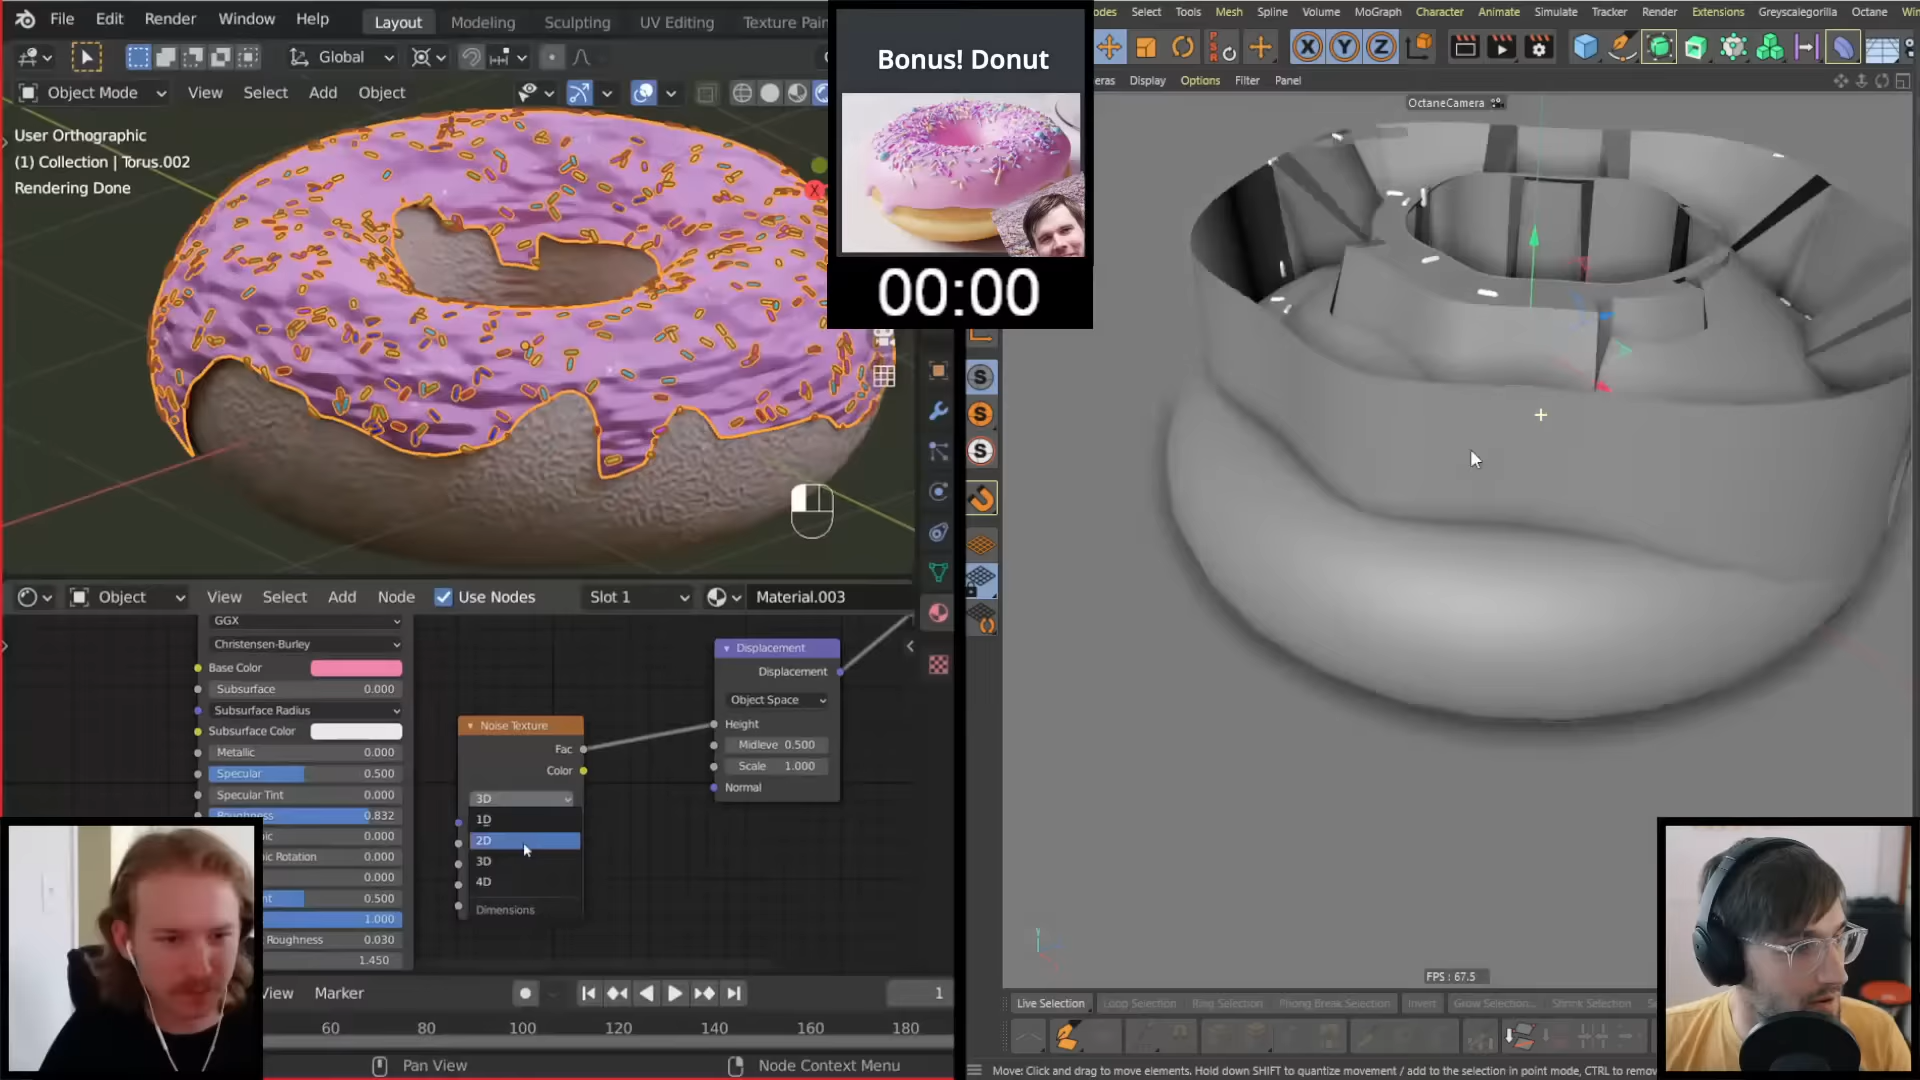 File Edit Render Window Help Layout Modeling Sculpting UV Editing Texture Pain
Global
Object Mode View Select Add Object
User Orthographic
(1) Collection | Torus.002
Rendering Done
X
Bonus! Donut
00:00
Select Tools Mesh Spline Volume MoGraph Character Animate Simulate Tracker Render Extensions Greyscalegorilla Octane
X Y Z
Display Options Filter Panel
OctaneCamera
S
S
S
Object View Select Add Node Use Nodes Slot 1 Material.003
GGX
Christensen-Burley
Base Color
Subsurface 0.000
Subsurface Radius
Subsurface Color
Metallic 0.000
Specular 0.500
Specular Tint 0.000
Roughness 0.832
0.000
ic Rotation 0.000
0.000
nt 0.500
1.000
Roughness 0.030
1.450
Noise Texture
Fac
Color
3D
1D
2D
3D
4D
Dimensions
Displacement
Displacement
Object Space
Height
Midleve 0.500
Scale 1.000
Normal
View Marker 1
60 80 100 120 140 160 180
Pan View Node Context Menu
FPS : 67.5
Live Selection Loop Selection Ring Selection Phong Break Selection Invert Grow Selection... Shrink Selection
Move: Click and drag to move elements. Hold down SHIFT to quantize movement / add to the selection in point mode, CTRL to remov